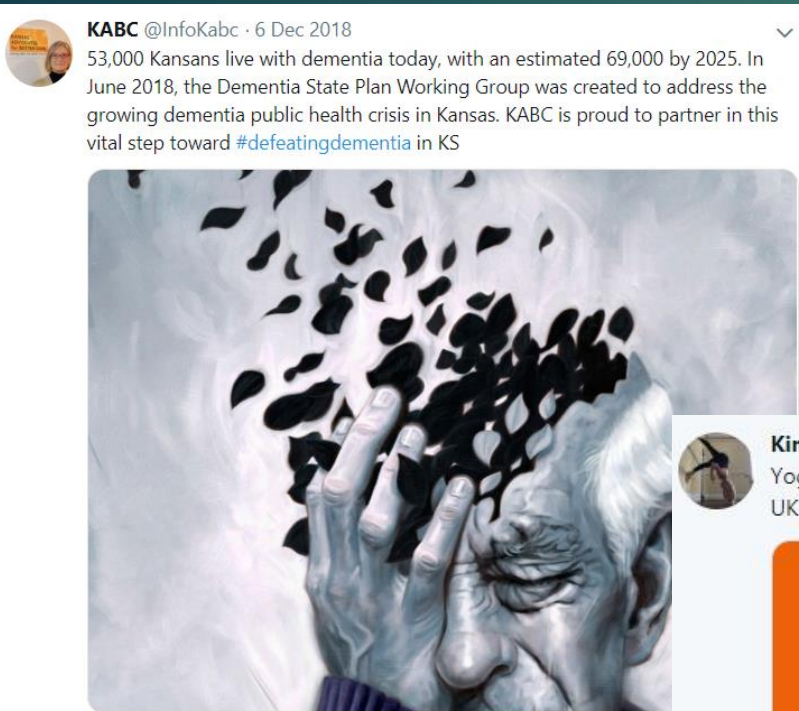 KABC @InfoKabc · 6 Dec 2018
53,000 Kansans live with dementia today, with an estimated 69,000 by 2025. In
June 2018, the Dementia State Plan Working Group was created to address the
growing dementia public health crisis in Kansas. KABC is proud to partner in this
vital step toward #defeatingdementia in KS
UK